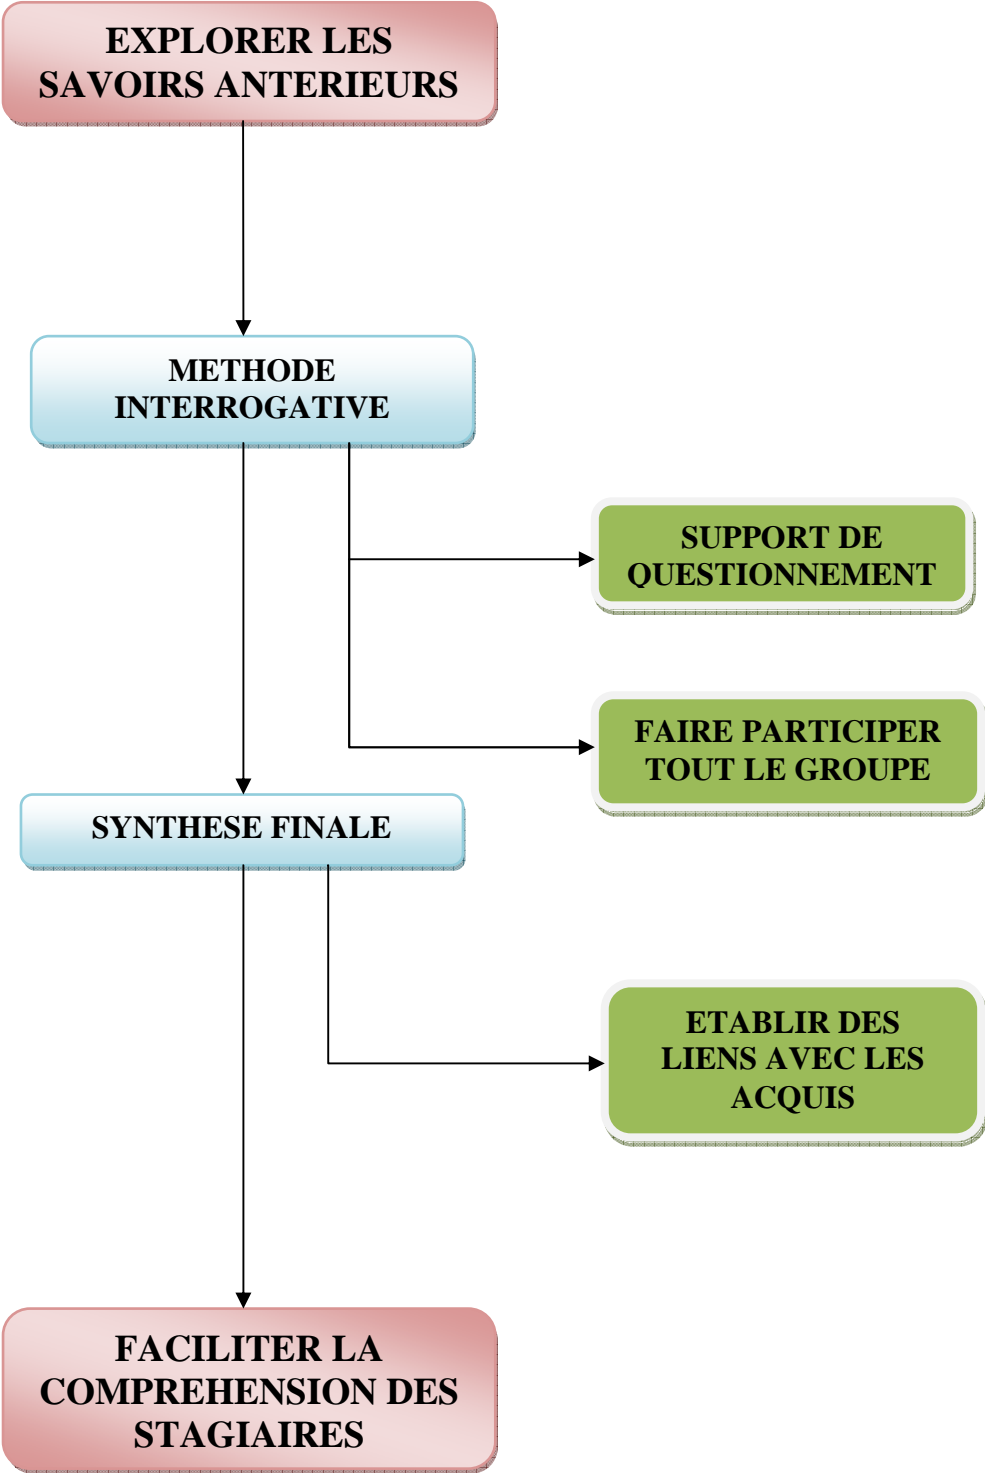 EXPLORER LES
SAVOIRS ANTERIEURS
METHODE
INTERROGATIVE
SUPPORT DE
QUESTIONNEMENT
FAIRE PARTICIPER
TOUT LE GROUPE
SYNTHESE FINALE
ETABLIR DES
LIENS AVEC LES
ACQUIS
FACILITER LA
COMPREHENSION DES
STAGIAIRES